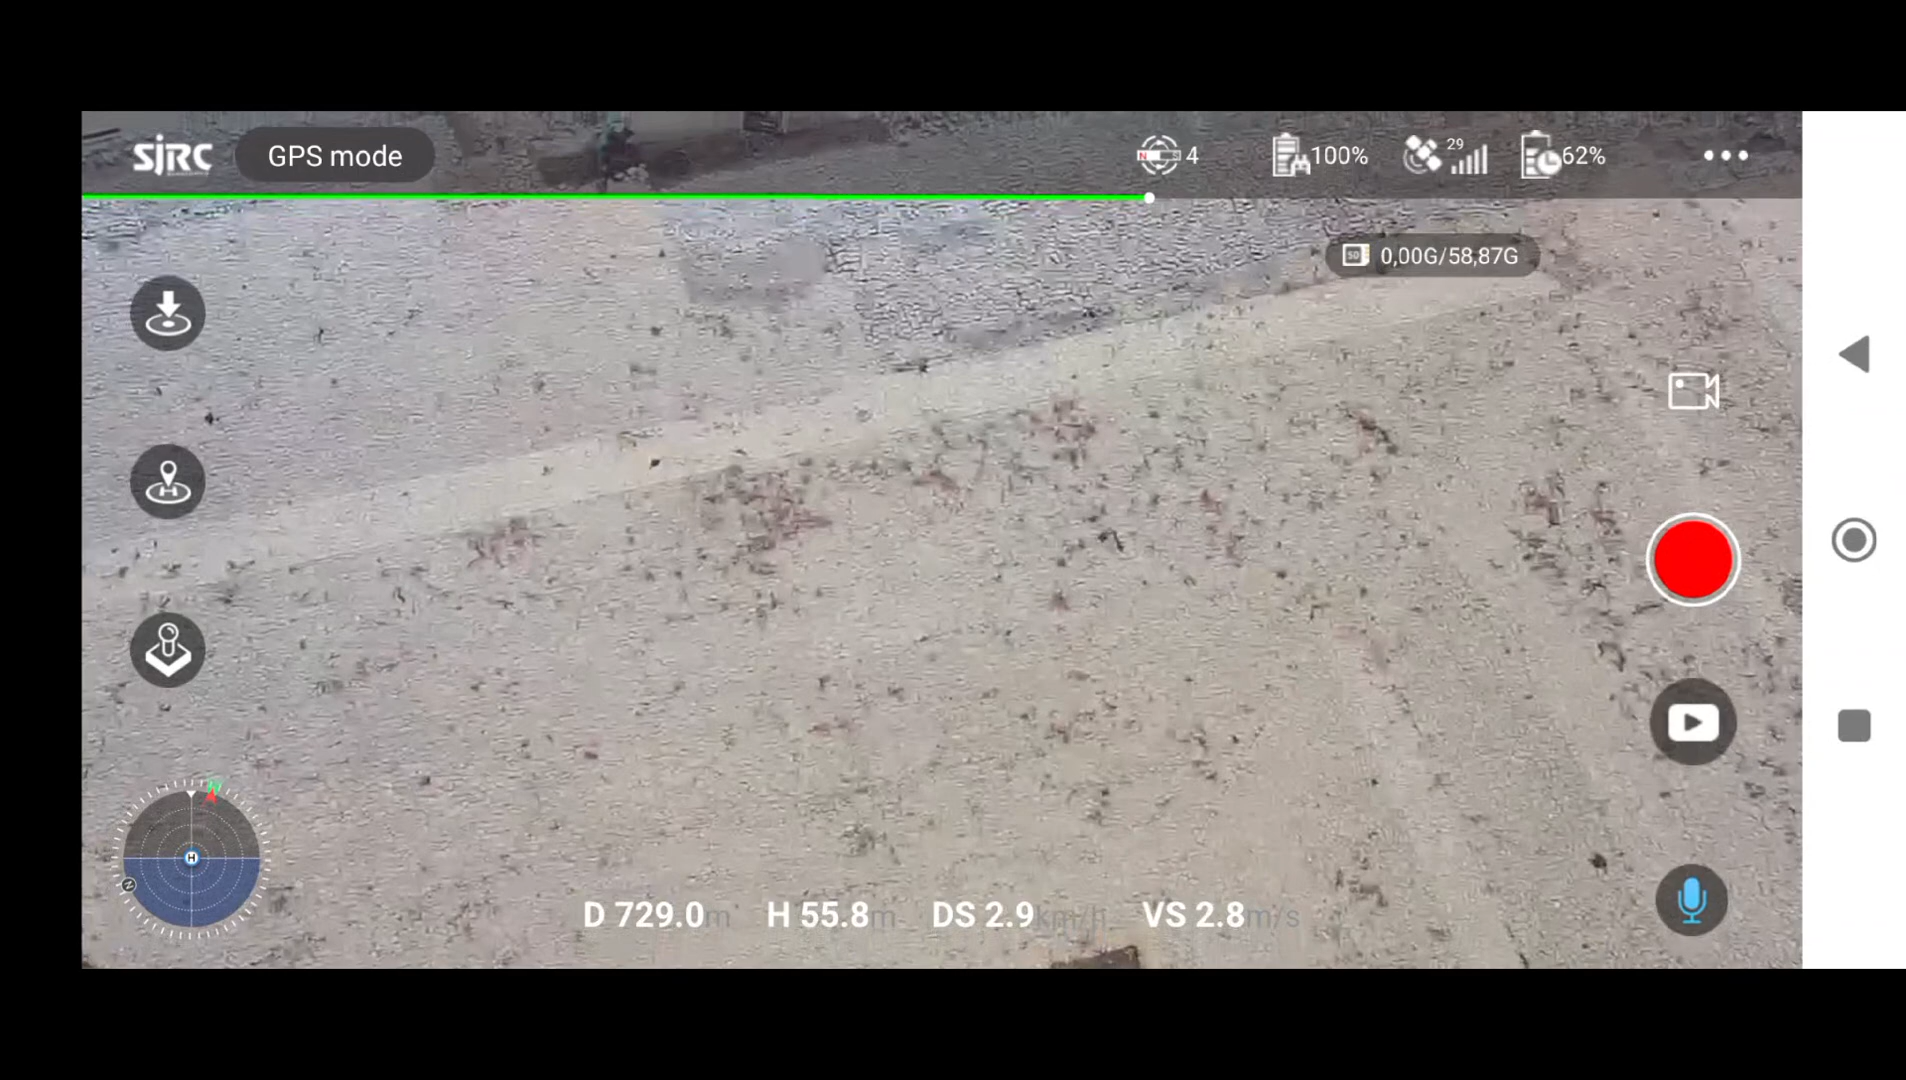 SJRC GPS mode N S 4 100% 29 62%
SD 0,00G/58,87G
H
N H
D 729.0m H 55.8m DS 2.9km/h VS 2.8m/s